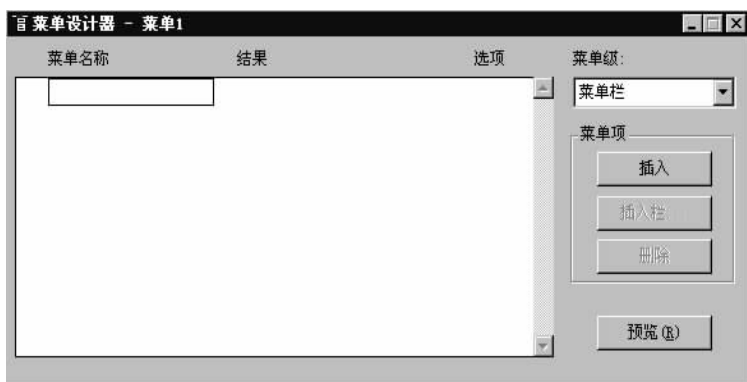 菜单设计器 - 菜单1
菜单名称 结果 选项 菜单级:
菜单栏
菜单项
插入
插入栏...
删除
预览(R)